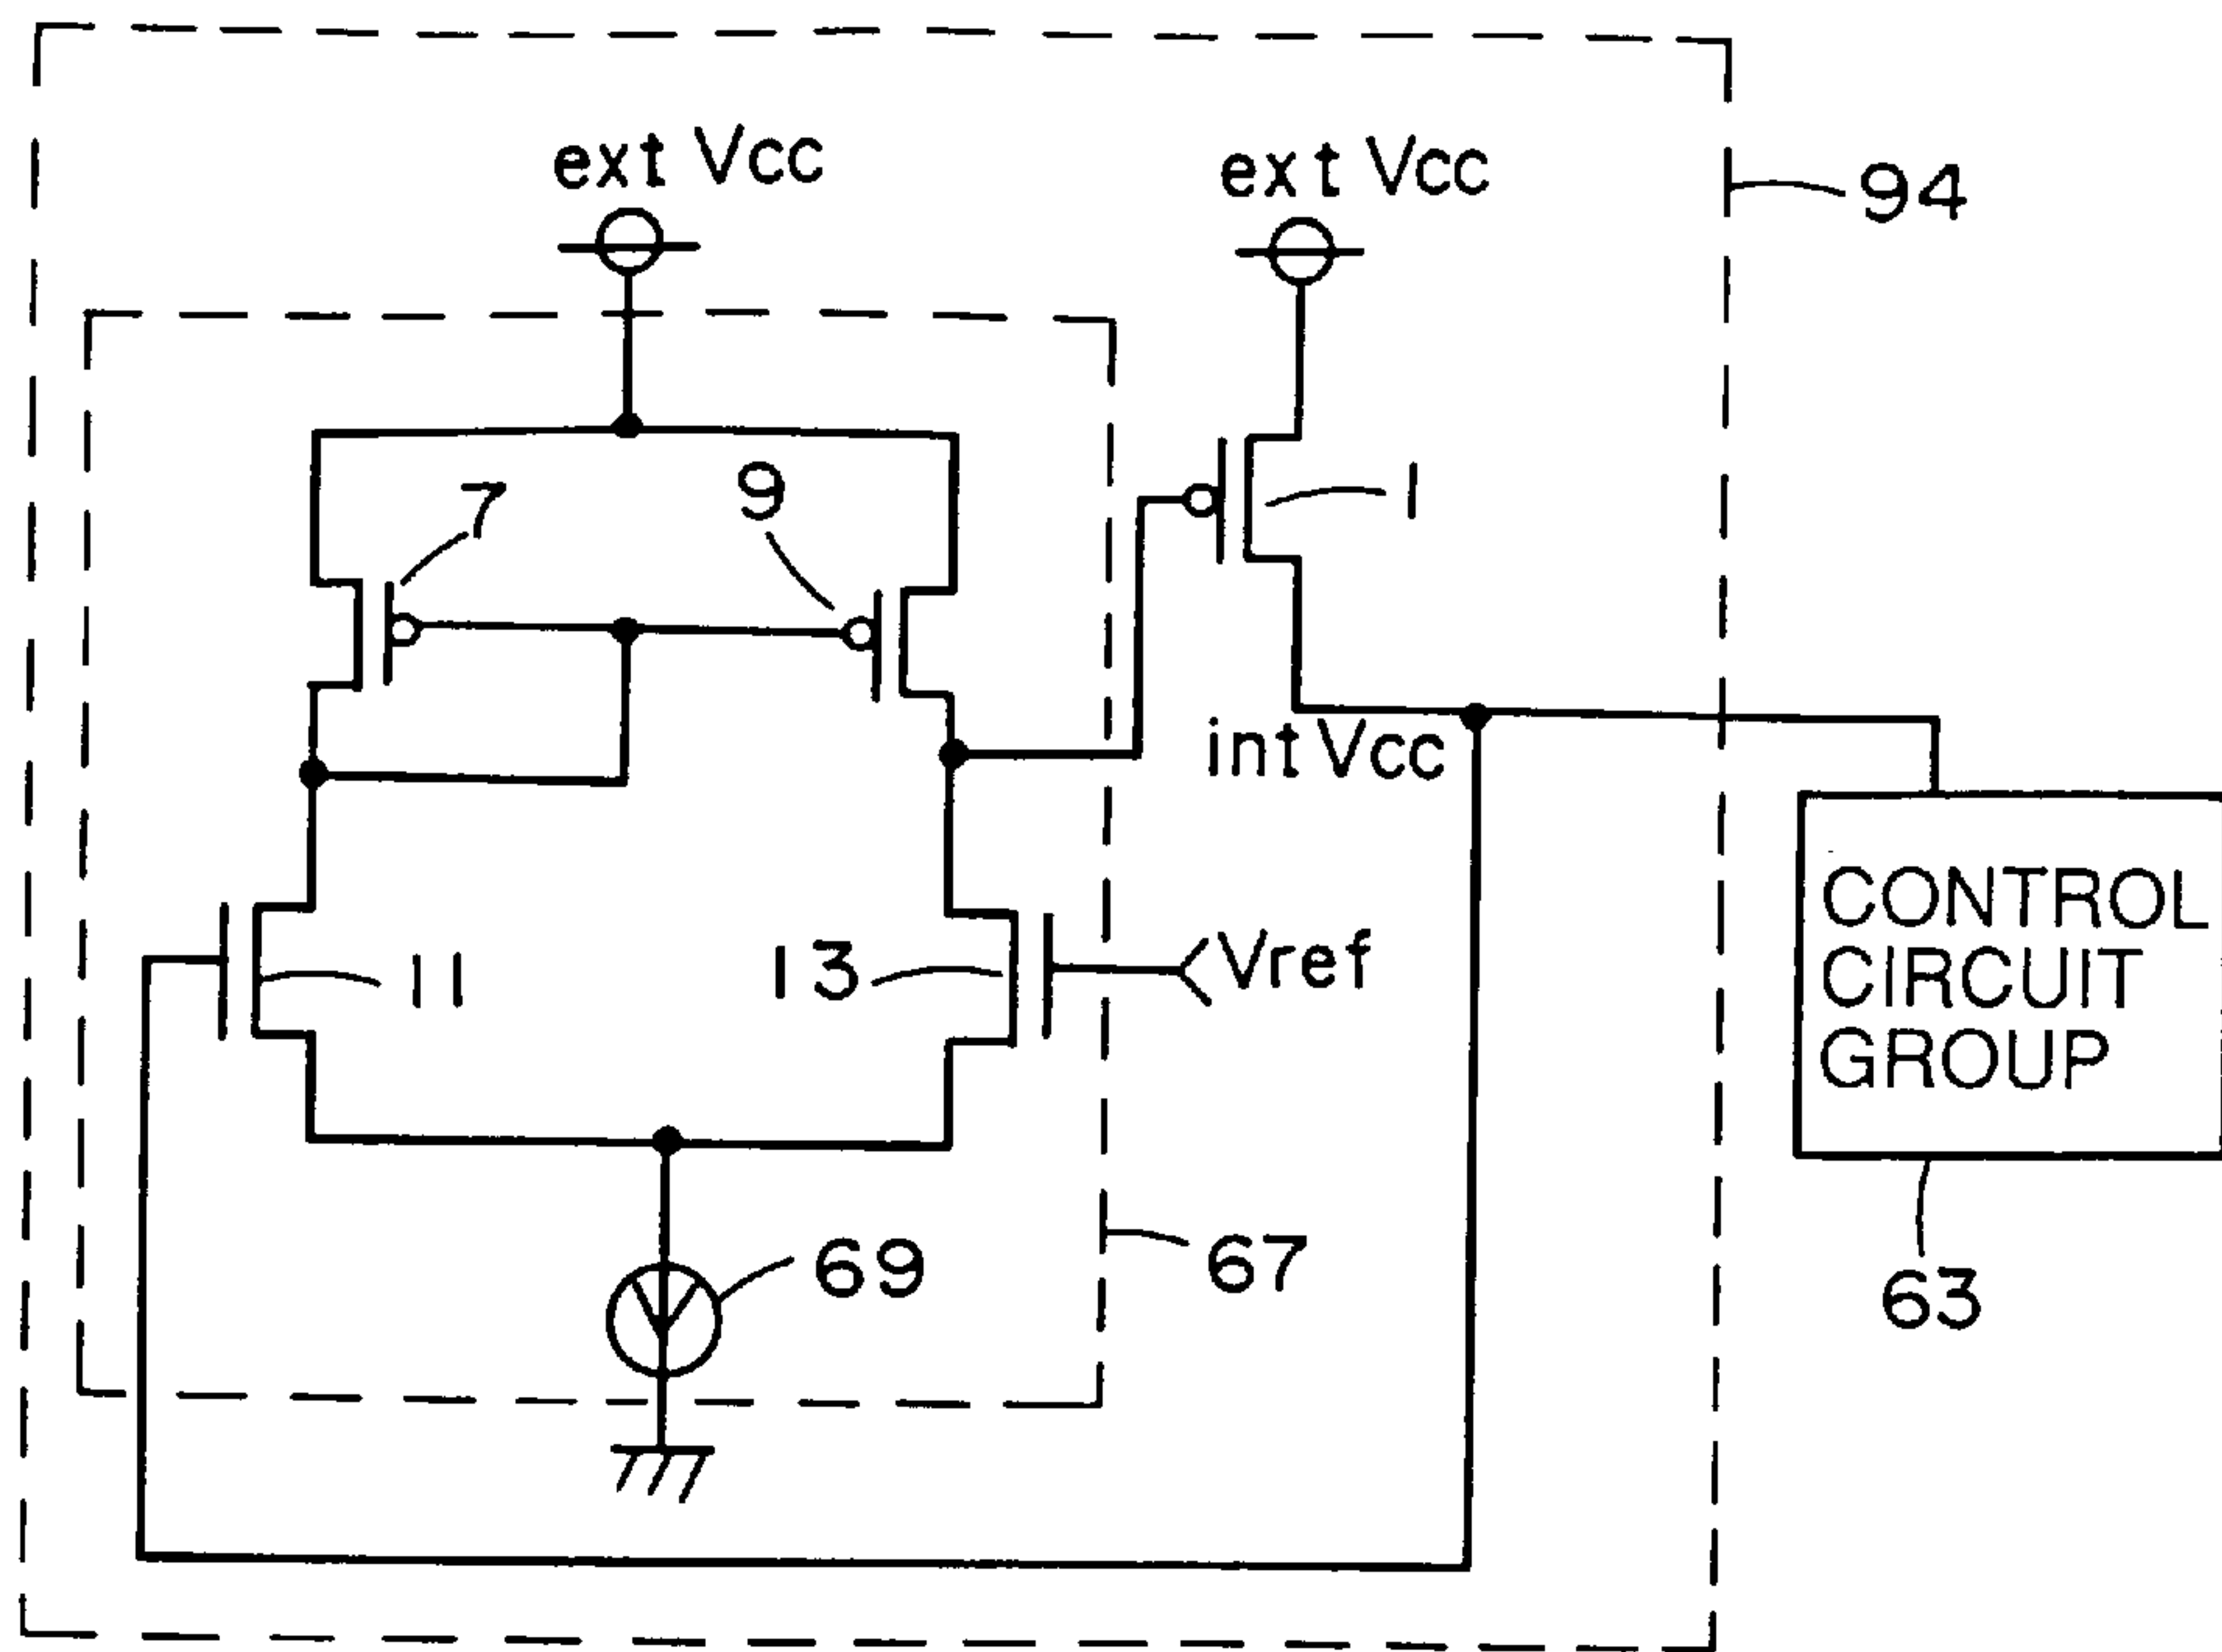 ext Vcc
ext Vcc
94
7
9
1
int Vcc
11
13
Vref
CONTROL
CIRCUIT
GROUP
69
67
63